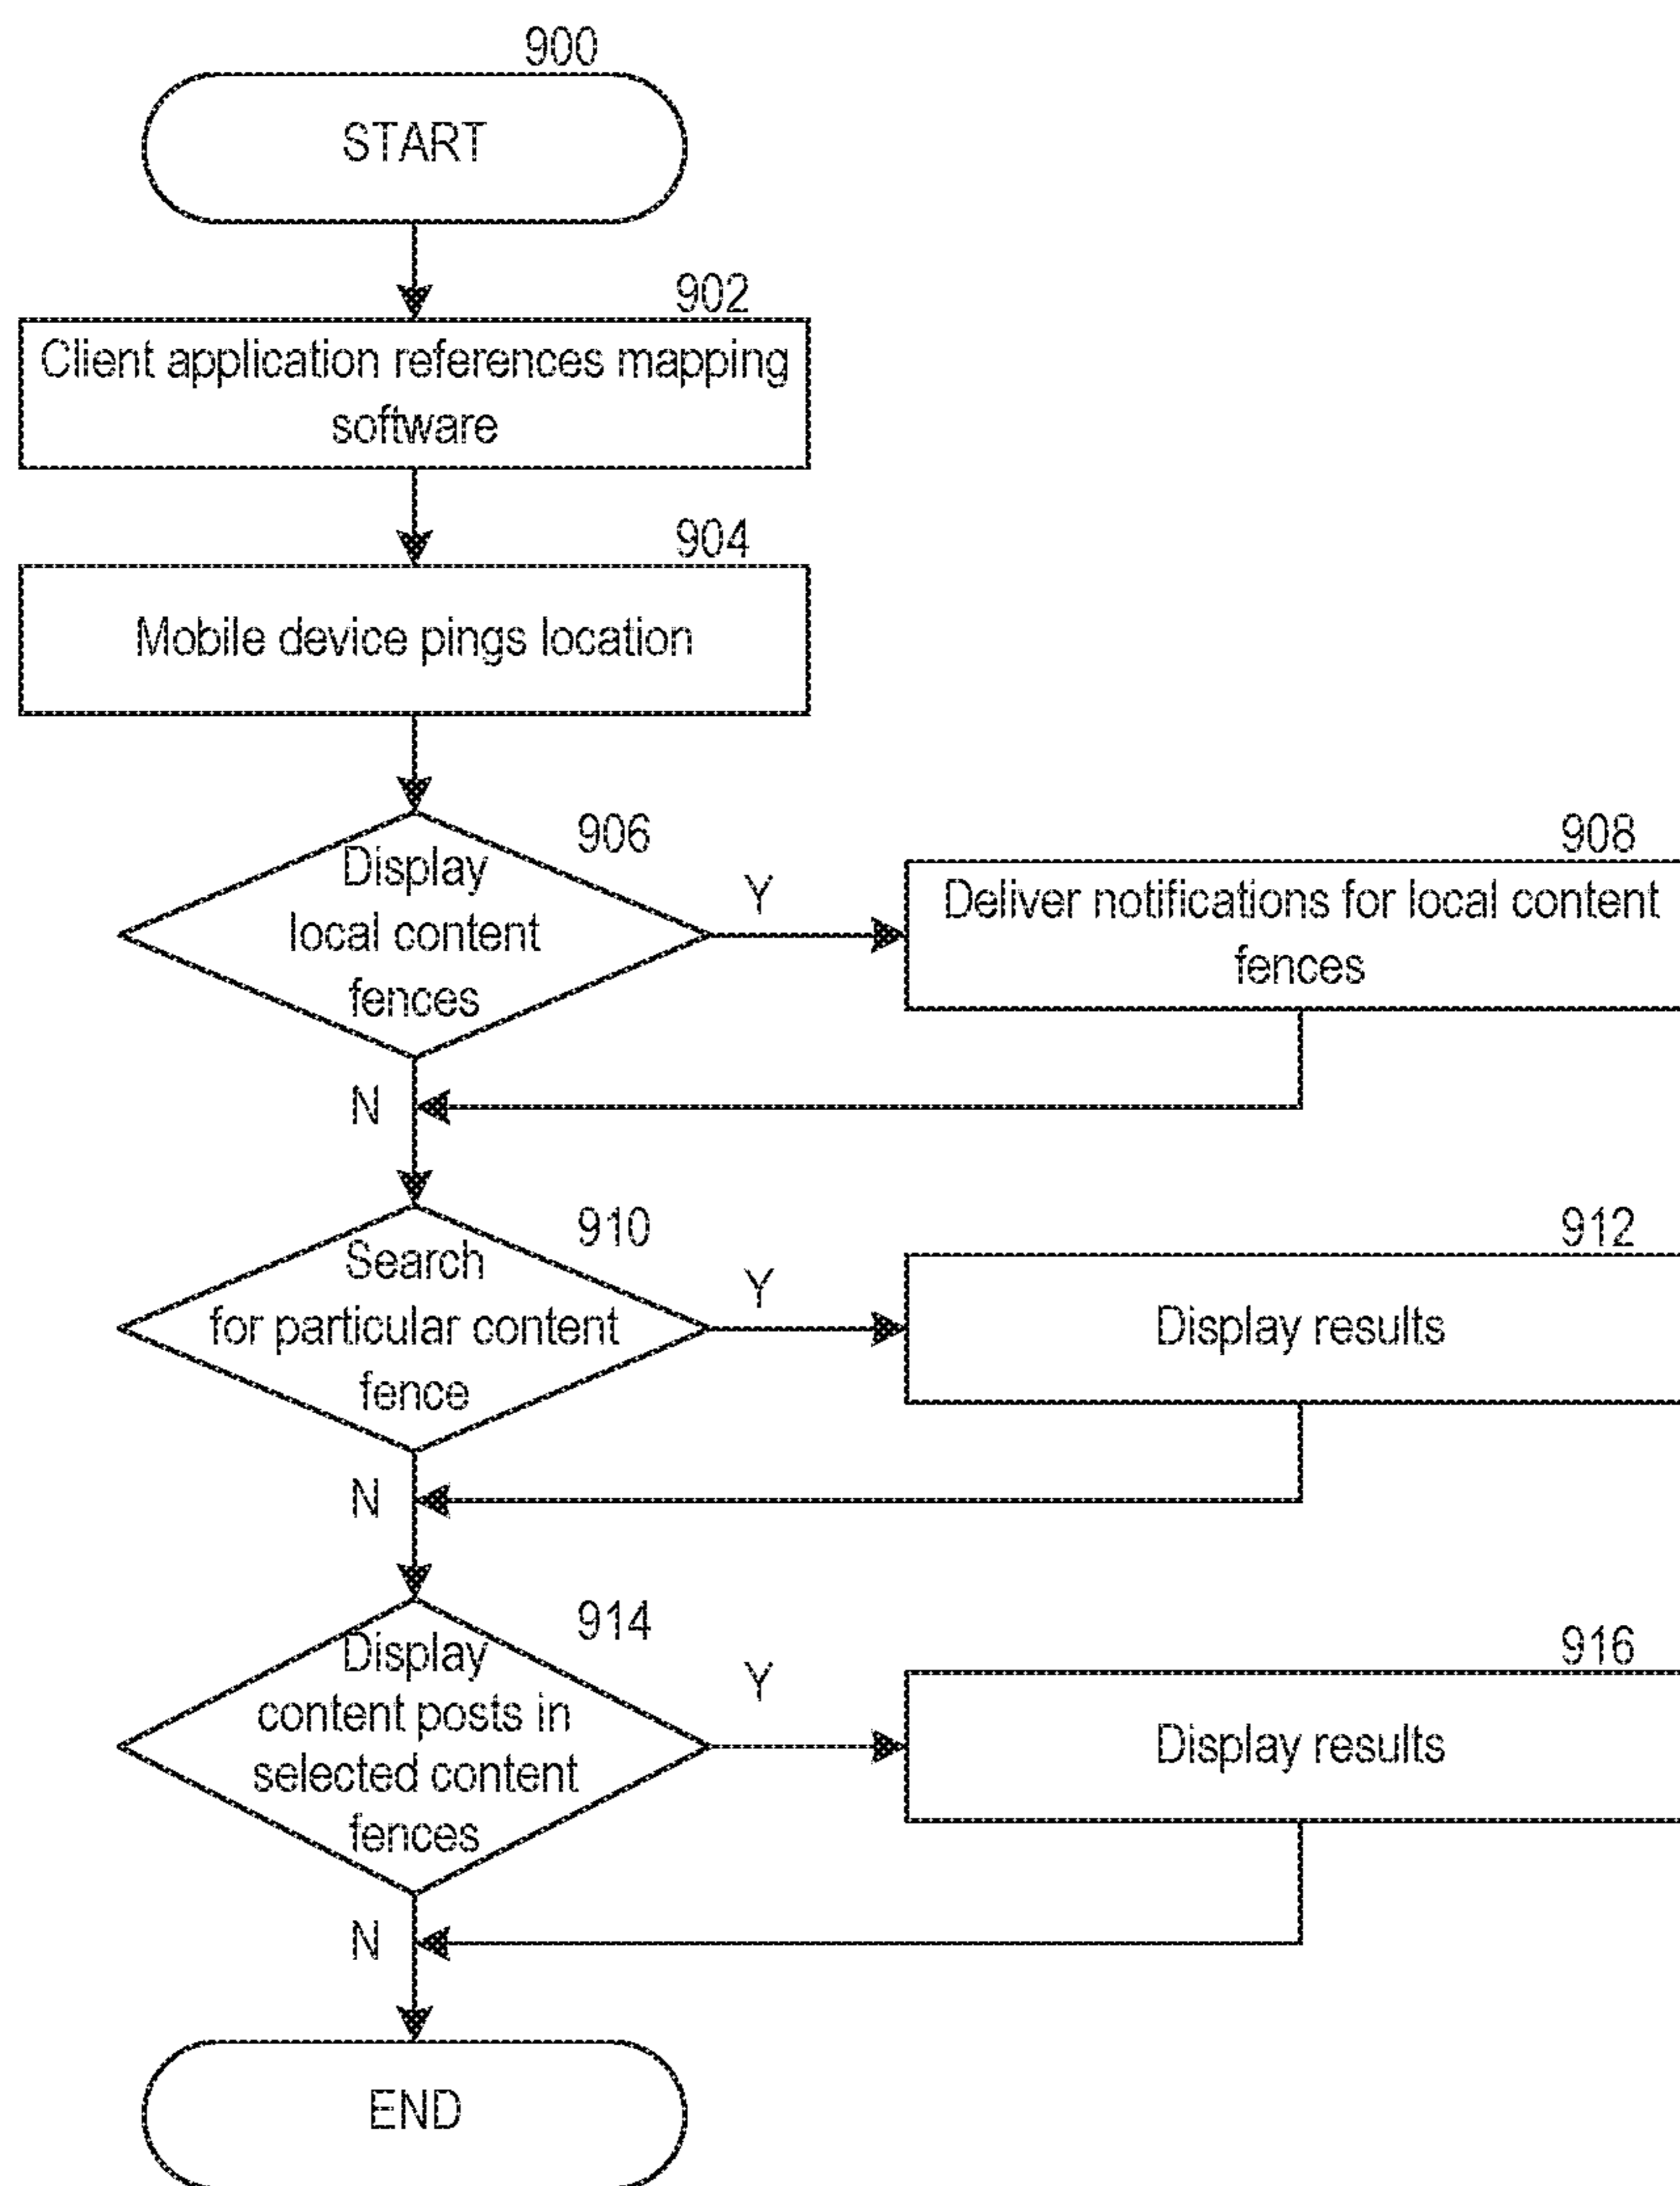 900
START
902
Client application references mapping
software
904
Mobile device pings location
906
Display
local content
fences
Y
908
Deliver notifications for local content
fences
N
910
Search
for particular content
fence
Y
912
Display results
N
914
Display
content posts in
selected content
fences
Y
916
Display results
N
END